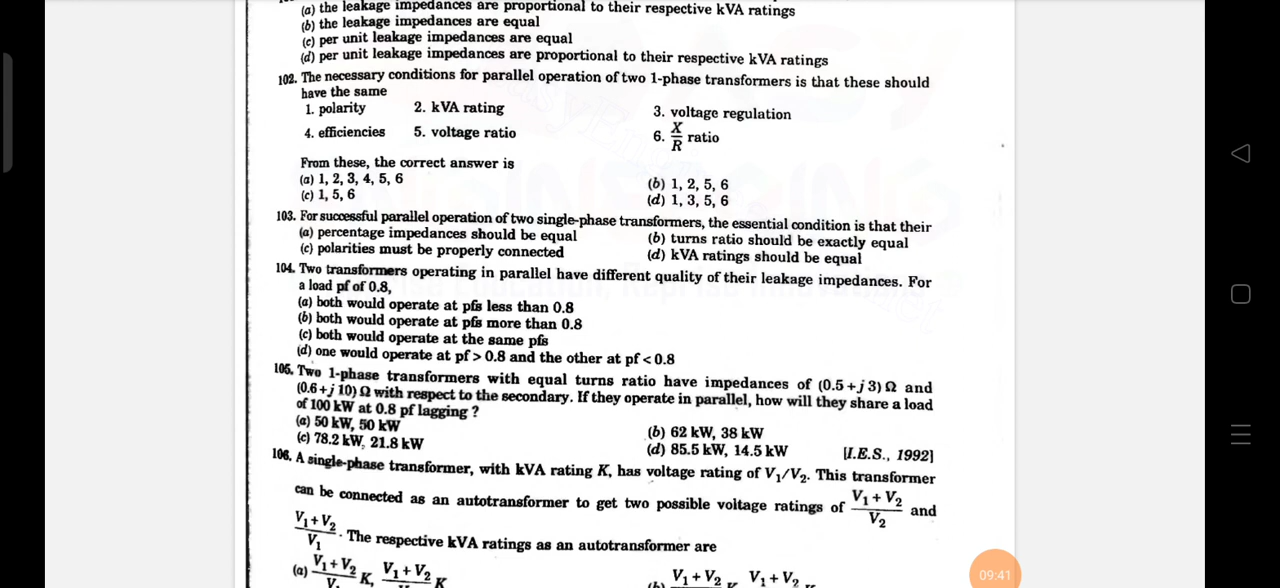 (a) the leakage impedances are proportional to their respective kVA ratings
(b) the leakage impedances are equal
(c) per unit leakage impedances are equal
(d) per unit leakage impedances are proportional to their respective kVA ratings
102. The necessary conditions for parallel operation of two 1-phase transformers is that these should
have the same
1. polarity 2. kVA rating 3. voltage regulation
4. efficiencies 5. voltage ratio 6. X/R ratio
From these, the correct answer is
(a) 1, 2, 3, 4, 5, 6 (b) 1, 2, 5, 6
(c) 1, 5, 6 (d) 1, 3, 5, 6
103. For successful parallel operation of two single-phase transformers, the essential condition is that their
(a) percentage impedances should be equal (b) turns ratio should be exactly equal
(c) polarities must be properly connected (d) kVA ratings should be equal
104. Two transformers operating in parallel have different quality of their leakage impedances. For
a load pf of 0.8,
(a) both would operate at pfs less than 0.8
(b) both would operate at pfs more than 0.8
(c) both would operate at the same pfs
(d) one would operate at pf > 0.8 and the other at pf < 0.8
105. Two 1-phase transformers with equal turns ratio have impedances of (0.5 + j 3) Ω and
(0.6 + j 10) Ω with respect to the secondary. If they operate in parallel, how will they share a load
of 100 kW at 0.8 pf lagging ?
(a) 50 kW, 50 kW (b) 62 kW, 38 kW
(c) 78.2 kW, 21.8 kW (d) 85.5 kW, 14.5 kW [I.E.S., 1992]
106. A single-phase transformer, with kVA rating K, has voltage rating of V₁/V₂. This transformer
can be connected as an autotransformer to get two possible voltage ratings of (V₁ + V₂)/V₂ and
(V₁ + V₂)/V₁. The respective kVA ratings as an autotransformer are
(a) V₁ + V₂ K, V₁ + V₂ K V₁ + V₂ V₁ + V₂
09:41